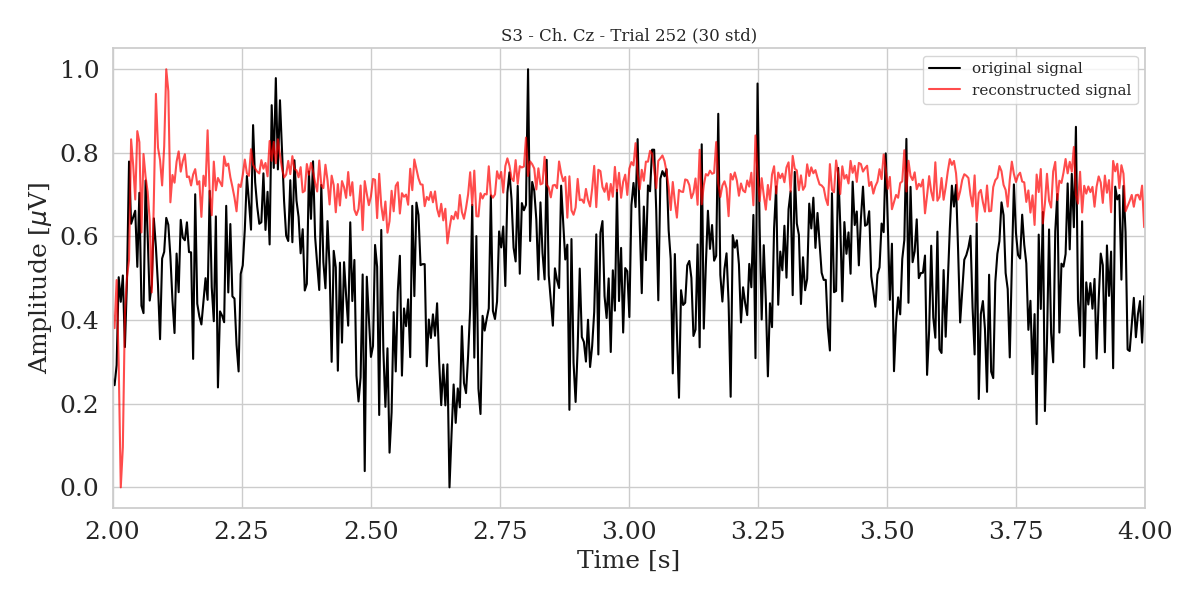 S3 - Ch. Cz - Trial 252 (30 std)
original signal
reconstructed signal
Amplitude [μV]
1.0
0.8
0.6
0.4
0.2
0.0
2.00 2.25 2.50 2.75 3.00 3.25 3.50 3.75 4.00
Time [s]